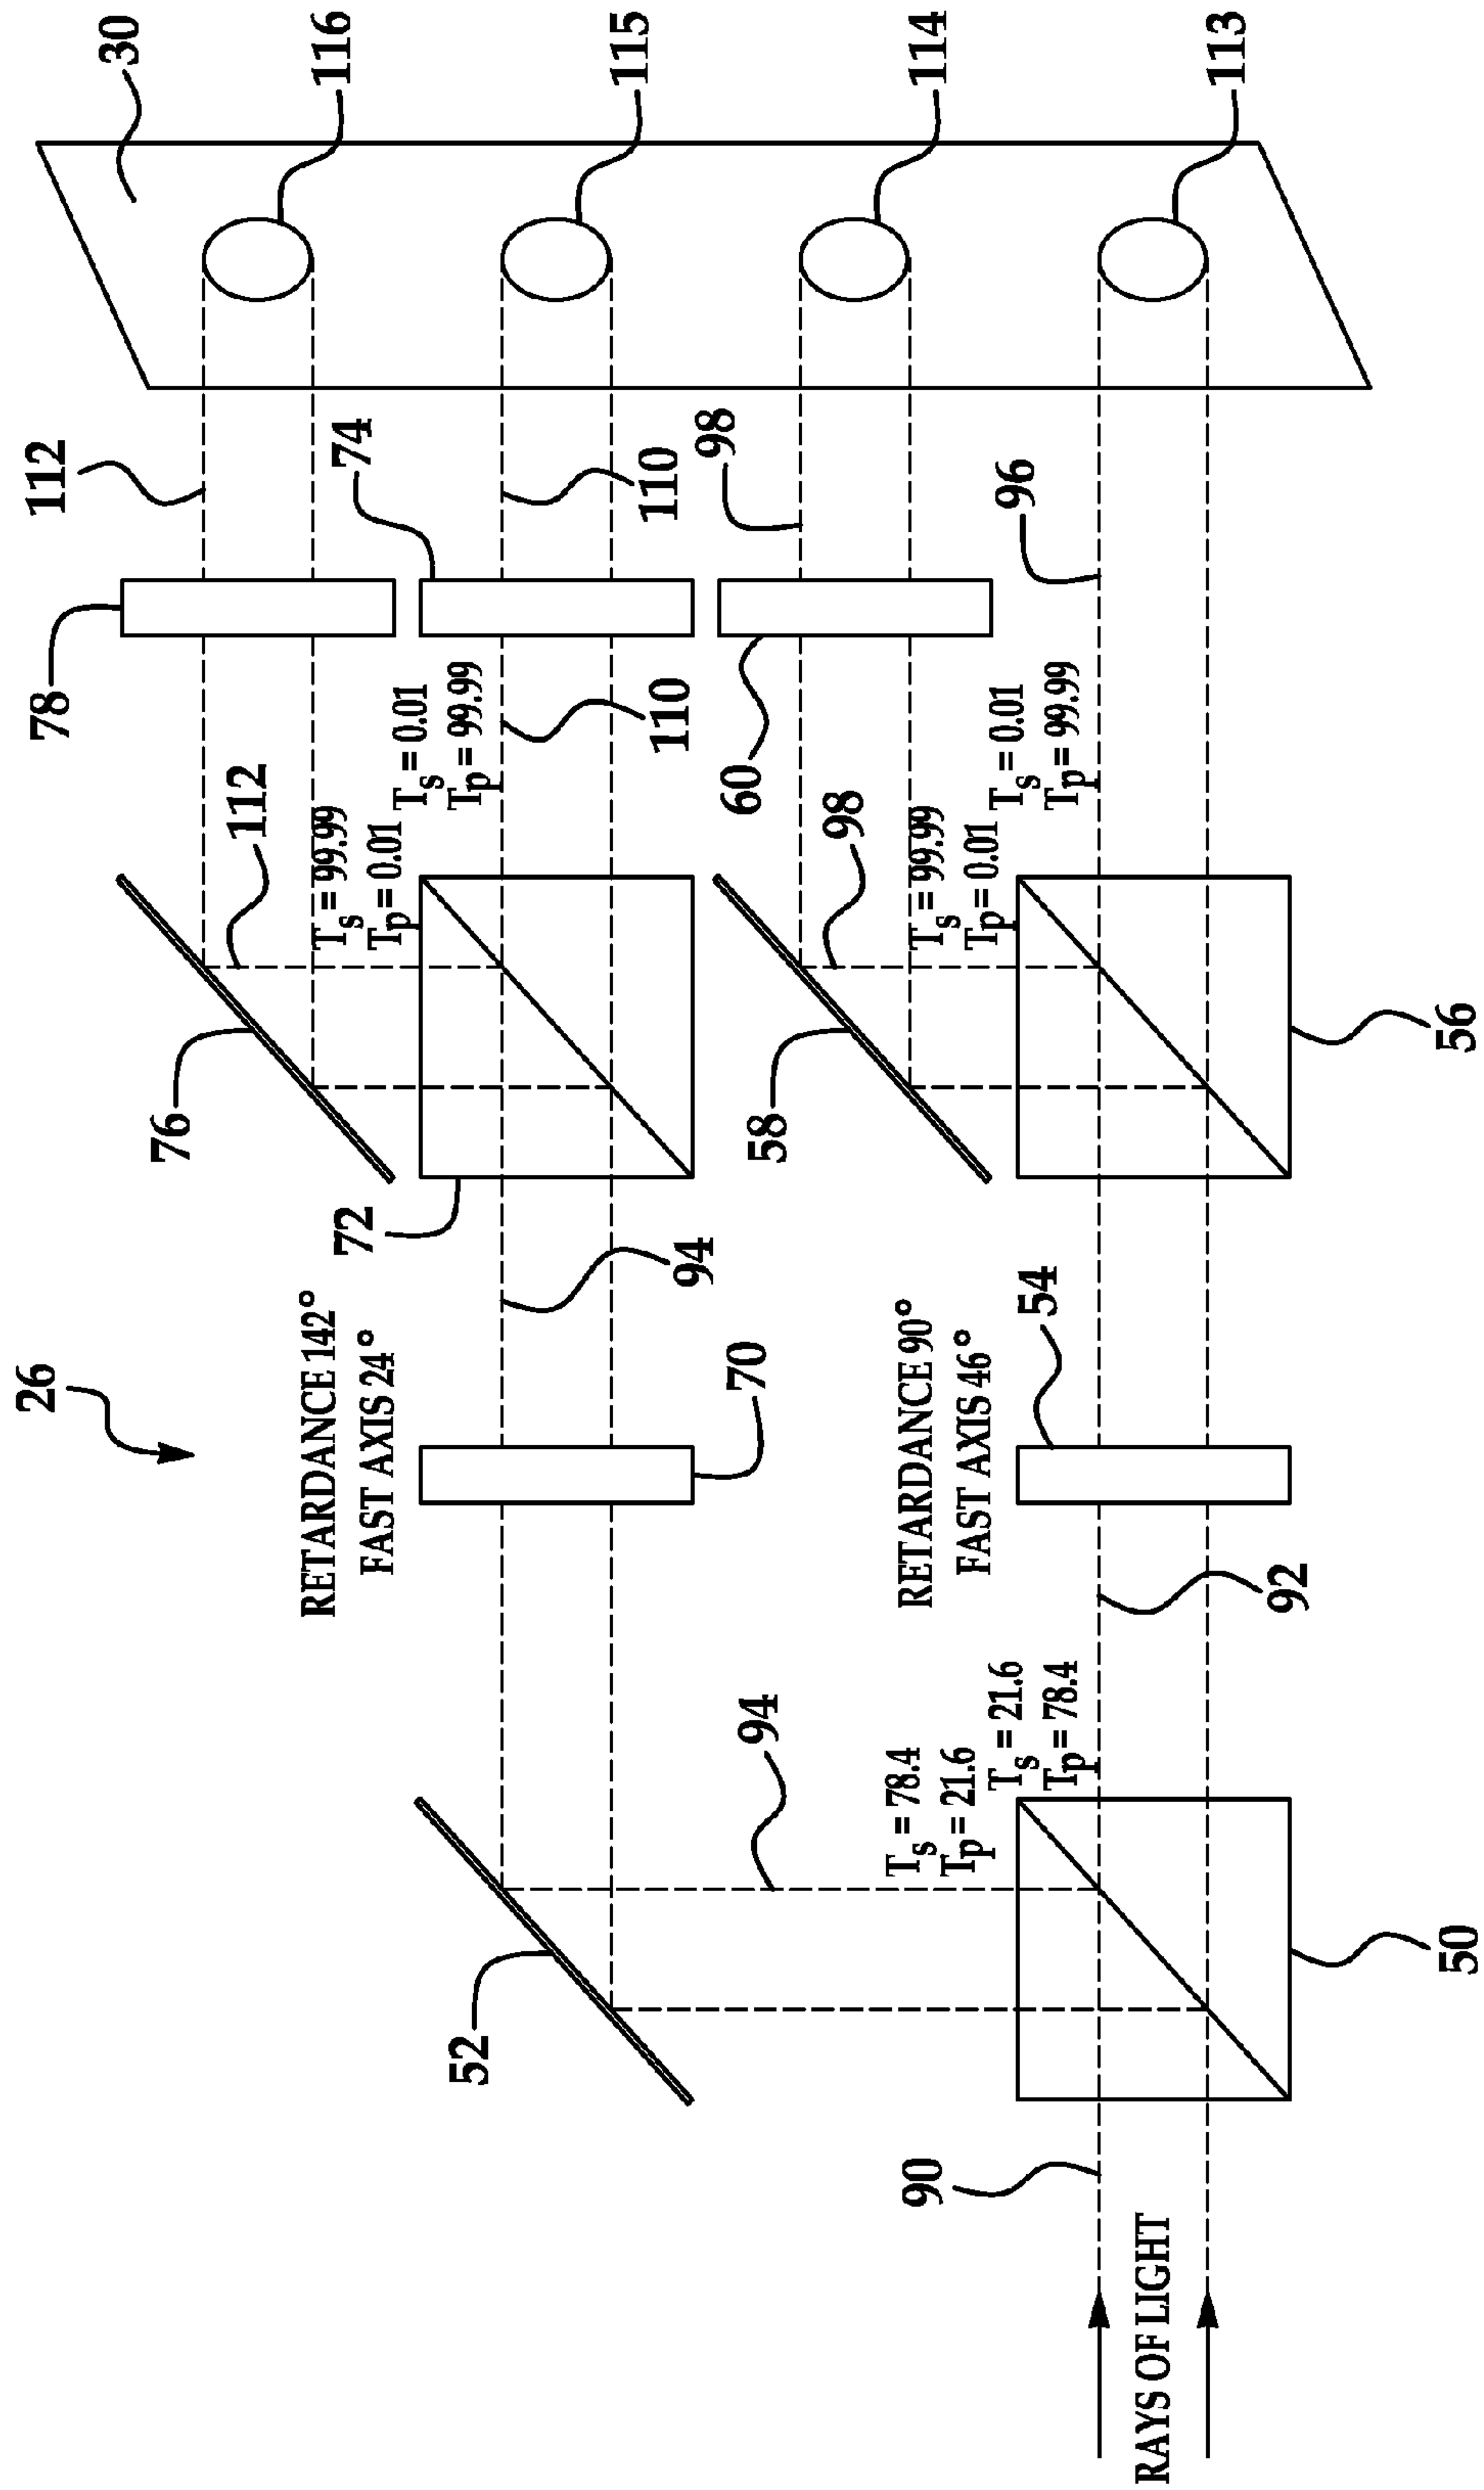 26
30
116
115
114
113
112
74
110
98
96
78
112
Ts = 99.99
Tp = 0.01
Ts = 0.01
Tp = 99.99
110
60
98
Ts = 99.99
Tp = 0.01
Ts = 0.01
Tp = 99.99
76
72
58
56
RETARDANCE 142°
FAST AXIS 24°
94
70
RETARDANCE 90°
FAST AXIS 46°
54
92
94
Ts = 78.4
Tp = 21.6
Ts = 21.6
Tp = 78.4
52
50
90
RAYS OF LIGHT